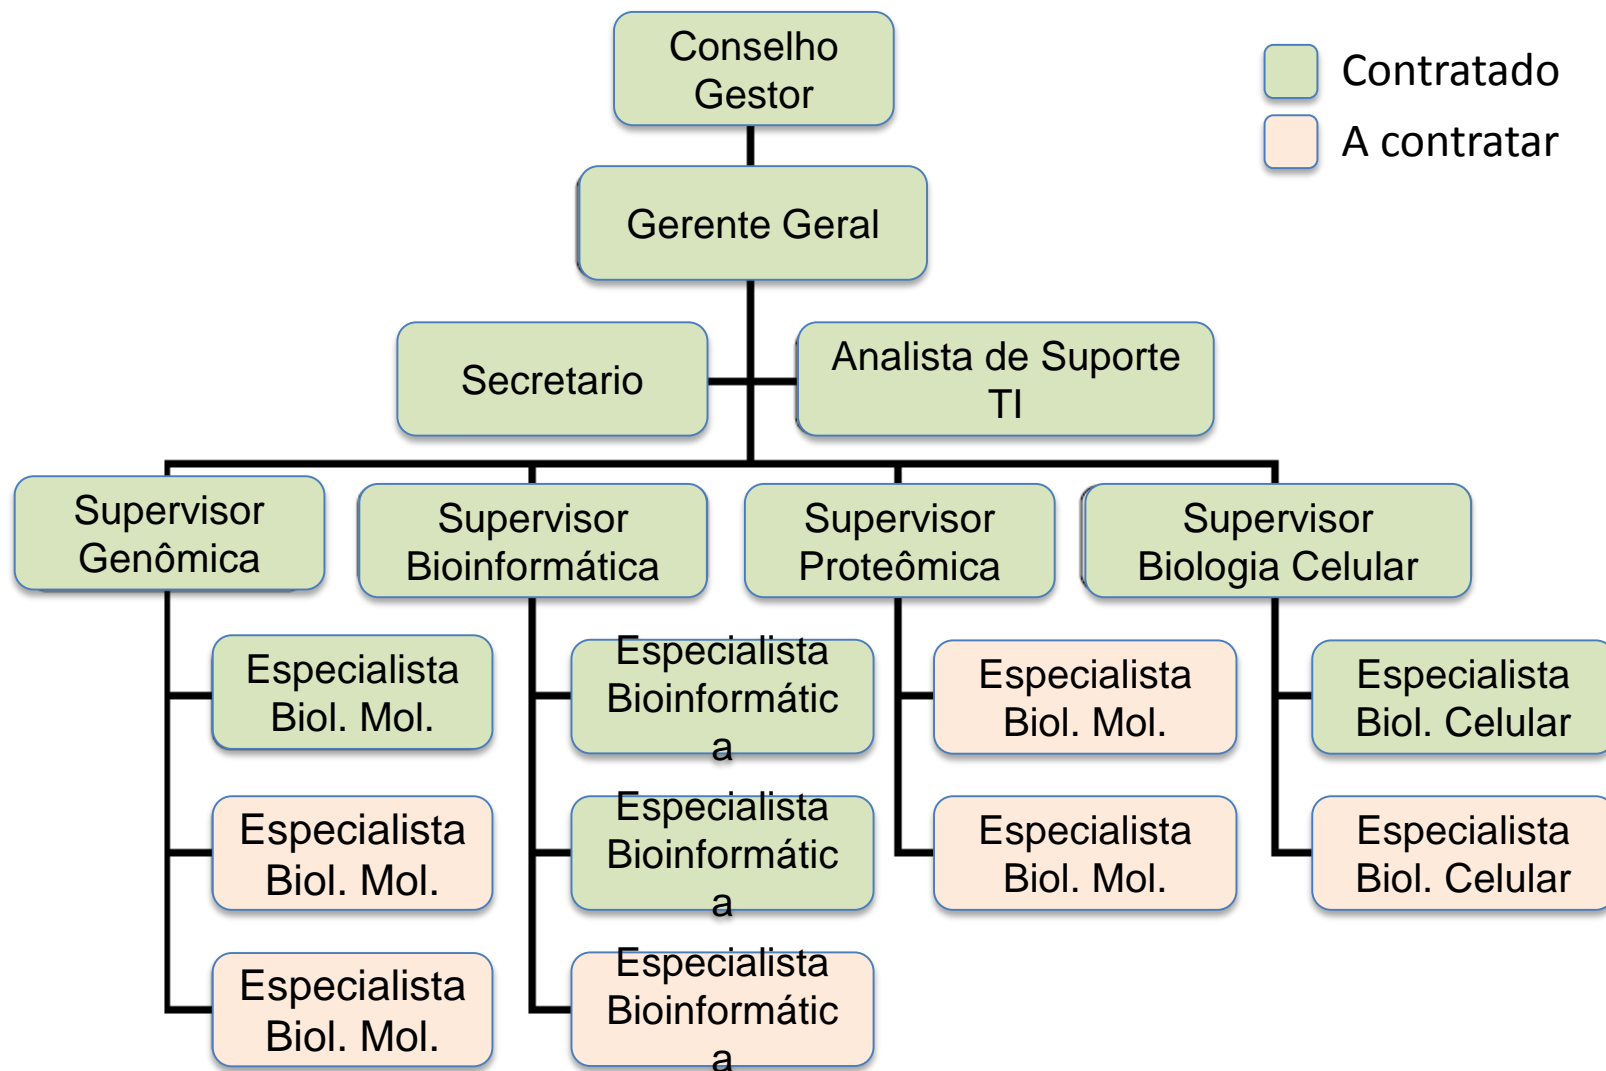 Conselho
Gestor
Contratado
A contratar
Gerente Geral
Secretario
Analista de Suporte
TI
Supervisor
Genômica
Supervisor
Bioinformática
Supervisor
Proteômica
Supervisor
Biologia Celular
Especialista
Biol. Mol.
Especialista
Bioinformátic
a
Especialista
Biol. Mol.
Especialista
Biol. Celular
Especialista
Biol. Mol.
Especialista
Bioinformátic
a
Especialista
Biol. Mol.
Especialista
Biol. Celular
Especialista
Biol. Mol.
Especialista
Bioinformátic
a